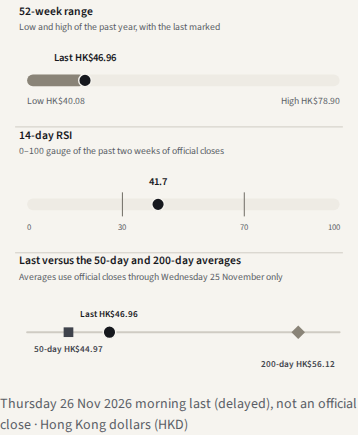 52-week range
Low and high of the past year, with the last marked
Last HK$46.96
Low HK$40.08 High HK$78.90
14-day RSI
0–100 gauge of the past two weeks of official closes
41.7
0 30 70 100
Last versus the 50-day and 200-day averages
Averages use official closes through Wednesday 25 November only
Last HK$46.96
50-day HK$44.97
200-day HK$56.12
Thursday 26 Nov 2026 morning last (delayed), not an official
close · Hong Kong dollars (HKD)